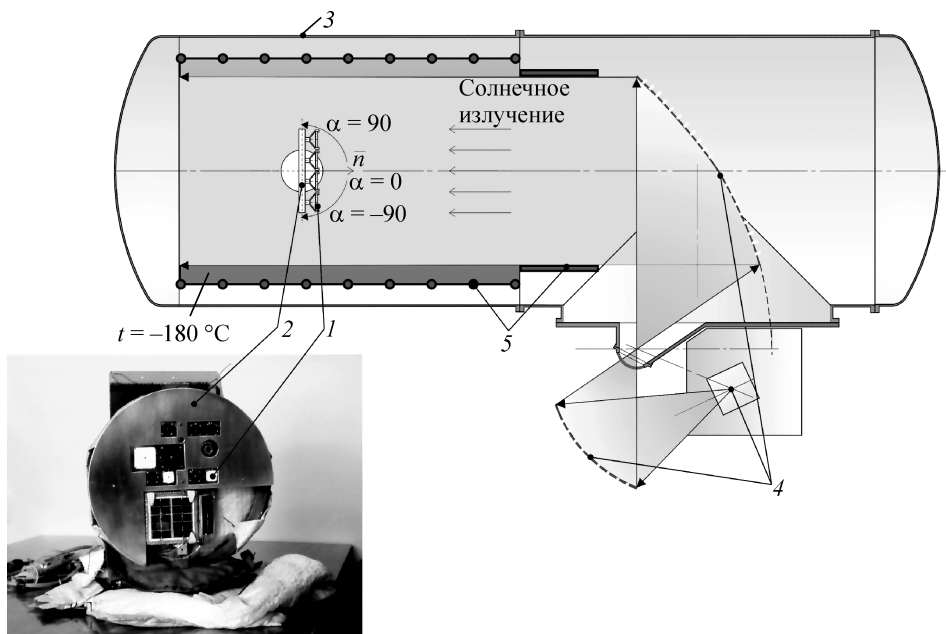 3
Солнечное
излучение
α = 90
n̅
α = 0
α = –90
t = –180 °C
2
1
5
4